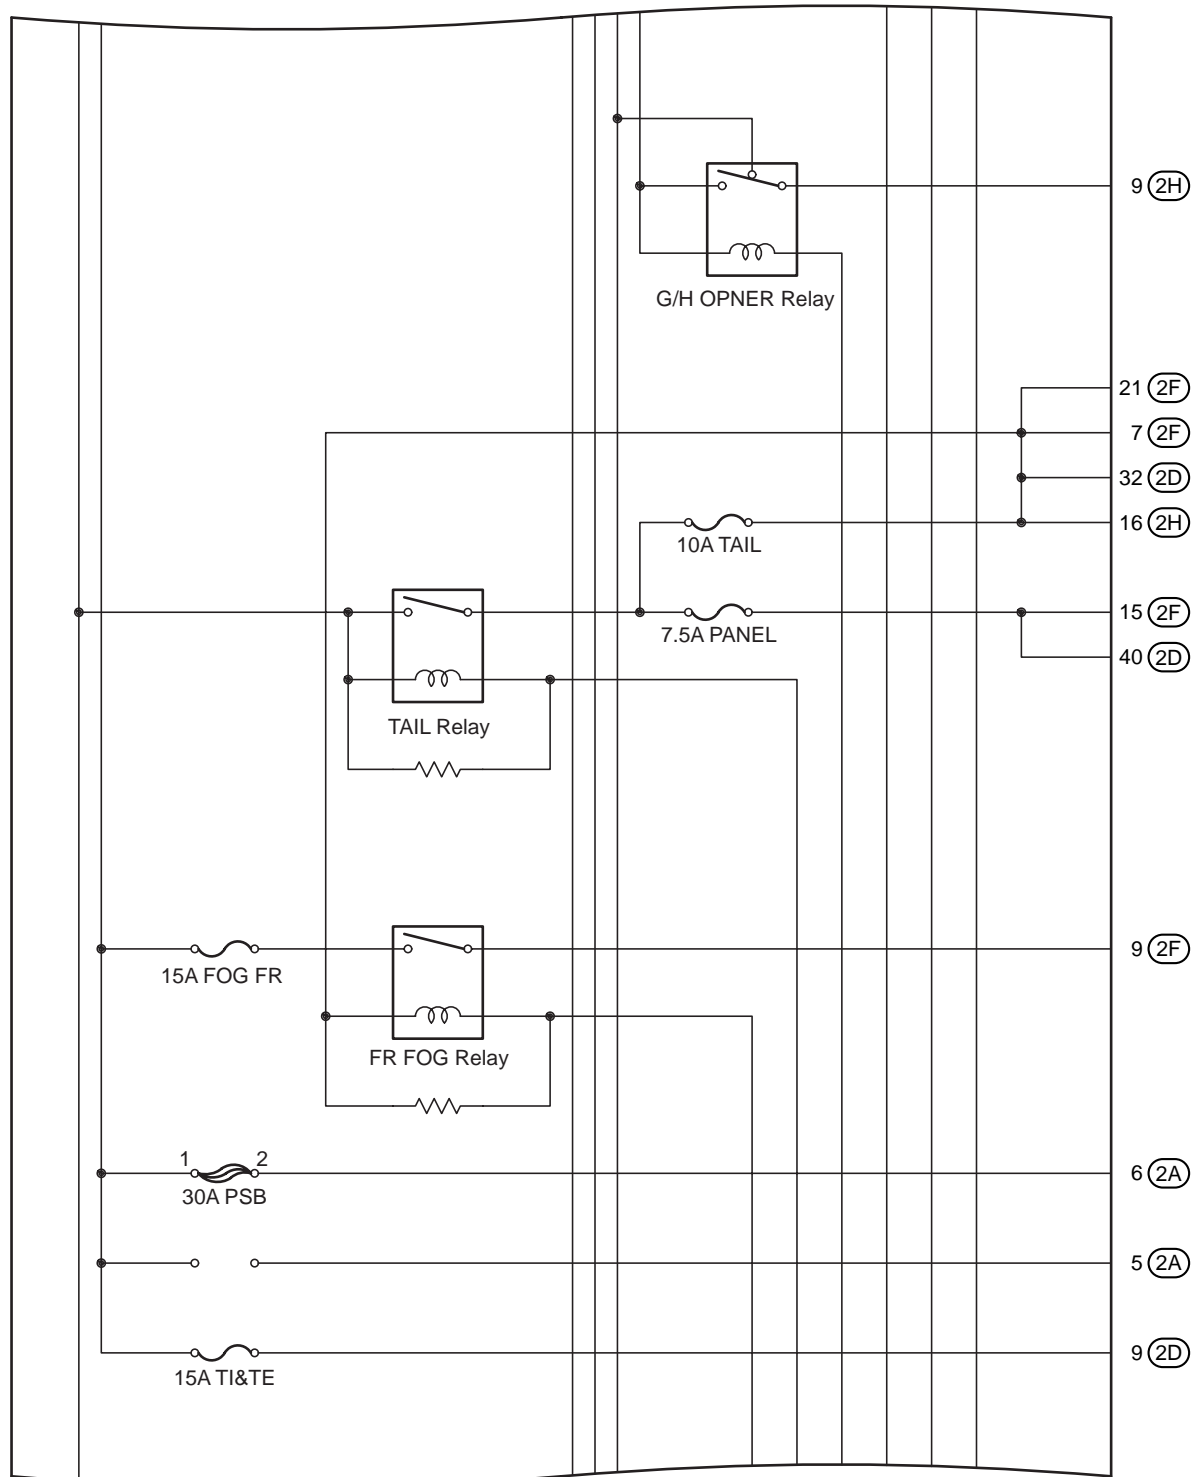 9 2H
G/H OPNER Relay
21 2F
7 2F
32 2D
16 2H
10A TAIL
15 2F
7.5A PANEL
40 2D
TAIL Relay
9 2F
15A FOG FR
FR FOG Relay
1 2
6 2A
30A PSB
5 2A
9 2D
15A TI&TE